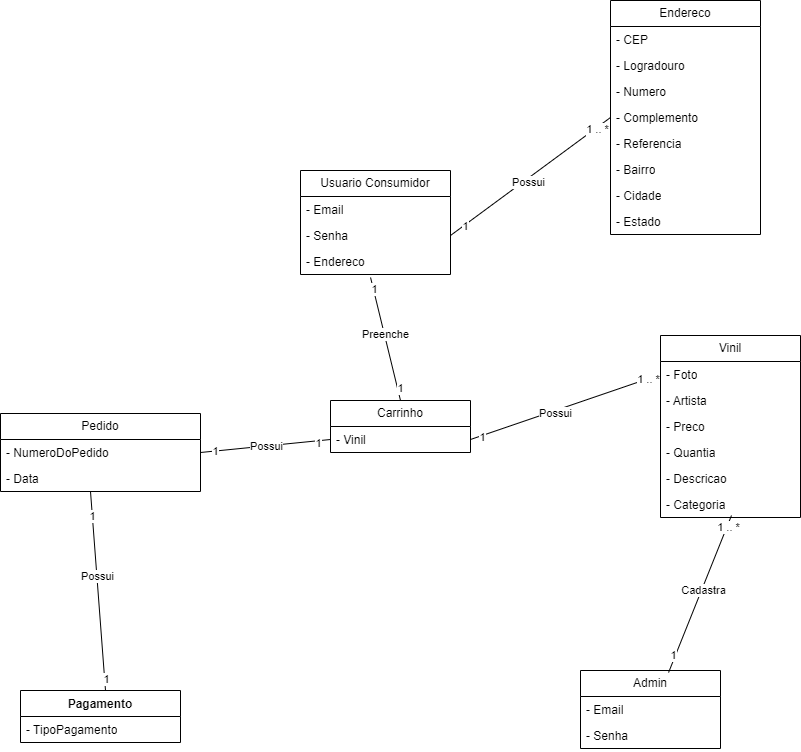 Endereco
- CEP
- Logradouro
- Numero
- Complemento
- Referencia
- Bairro
- Cidade
- Estado
1 .. *
Possui
1
Usuario Consumidor
- Email
- Senha
- Endereco
1
Preenche
1
Vinil
- Foto
- Artista
- Preco
- Quantia
- Descricao
- Categoria
1 .. *
Possui
1
Carrinho
- Vinil
1
Possui
1
Pedido
- NumeroDoPedido
- Data
1
Possui
1
Pagamento
- TipoPagamento
1 .. *
Cadastra
1
Admin
- Email
- Senha